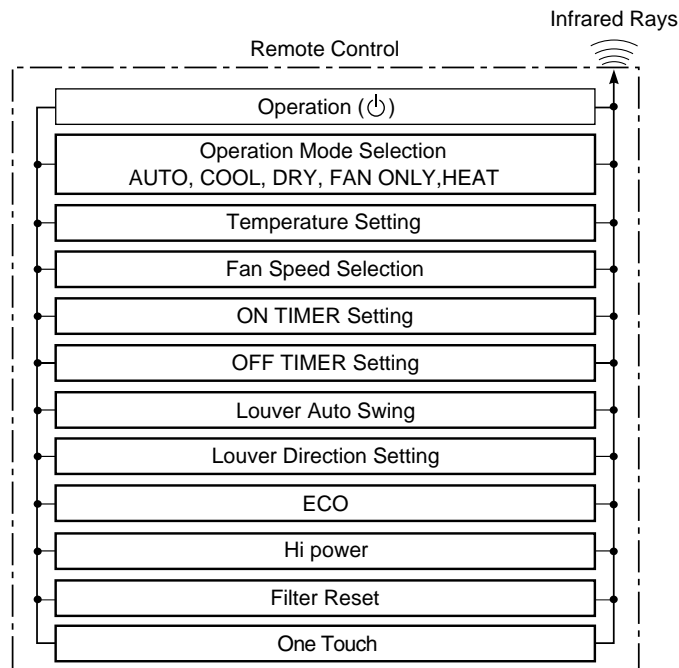 Infrared Rays
Remote Control
Operation (⏻)
Operation Mode Selection
AUTO, COOL, DRY, FAN ONLY,HEAT
Temperature Setting
Fan Speed Selection
ON TIMER Setting
OFF TIMER Setting
Louver Auto Swing
Louver Direction Setting
ECO
Hi power
Filter Reset
One Touch